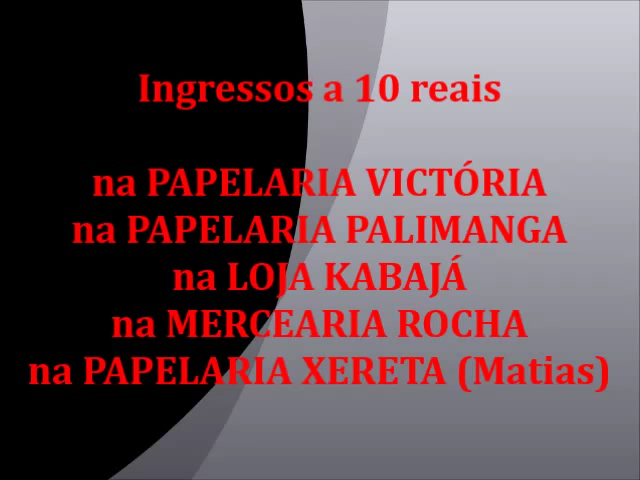 Ingressos a 10 reais
na PAPELARIA VICTÓRIA
na PAPELARIA PALIMANGA
na LOJA KABAJÁ
na MERCEARIA ROCHA
na PAPELARIA XERETA (Matias)